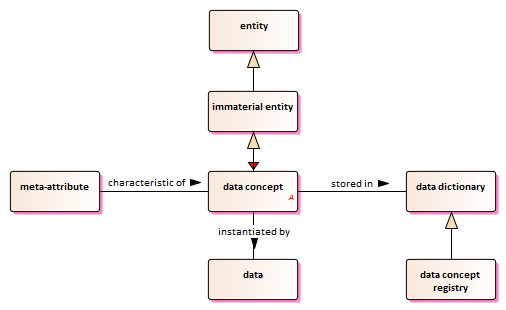 entity
immaterial entity
meta-attribute
characteristic of
data concept
A
stored in
data dictionary
instantiated by
data
data concept
registry